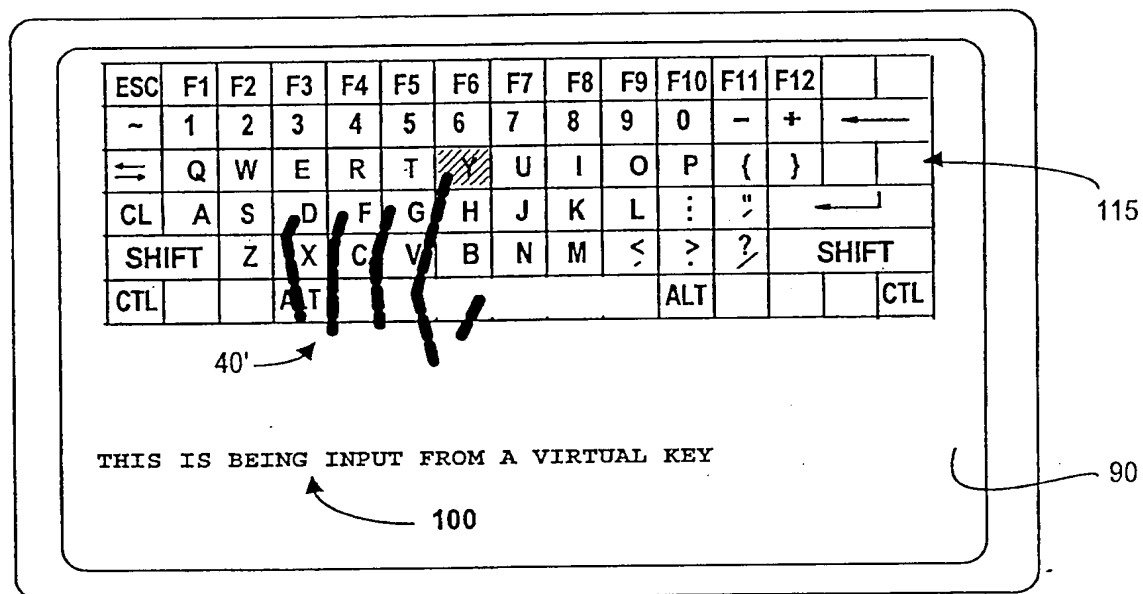 ESC F1 F2 F3 F4 F5 F6 F7 F8 F9 F10 F11 F12
~ 1 2 3 4 5 6 7 8 9 0 − +
Q W E R T Y U I O P { }
115
CL A S D F G H J K L : "
SHIFT Z X C V B N M < > ? SHIFT
CTL ALT ALT CTL
40'
THIS IS BEING INPUT FROM A VIRTUAL KEY
90
100